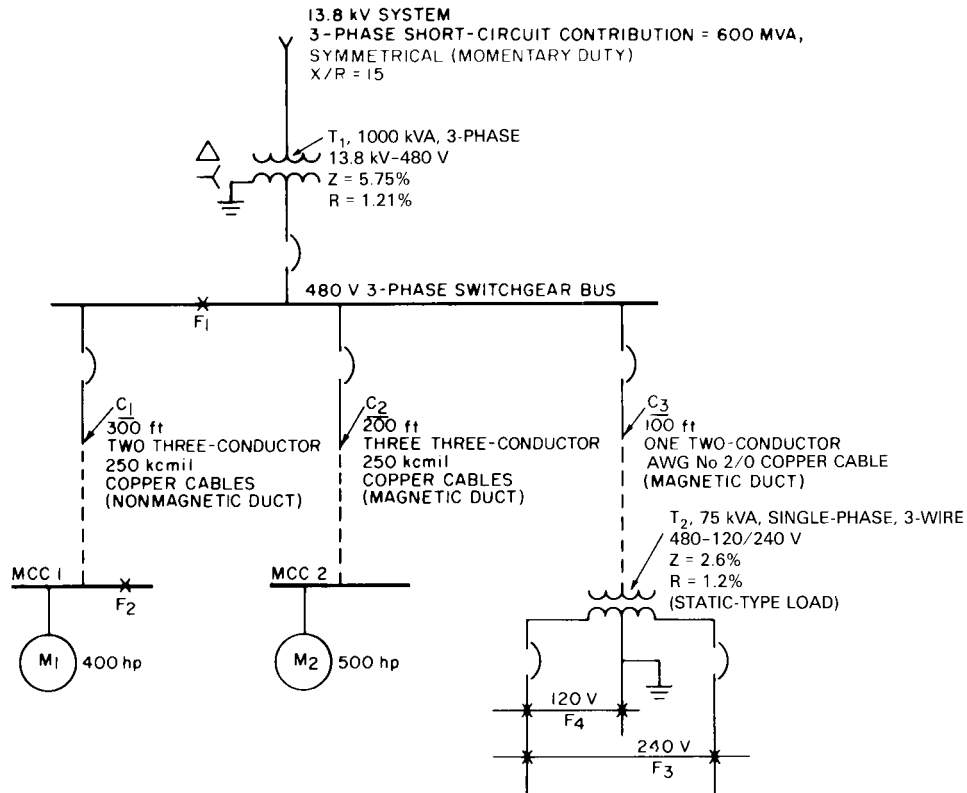 13.8 kV SYSTEM
3-PHASE SHORT-CIRCUIT CONTRIBUTION = 600 MVA,
SYMMETRICAL (MOMENTARY DUTY)
X/R = 15
T1, 1000 kVA, 3-PHASE
13.8 kV–480 V
Z = 5.75%
R = 1.21%
480 V 3-PHASE SWITCHGEAR BUS
F1
C1
300 ft
TWO THREE-CONDUCTOR
250 kcmil
COPPER CABLES
(NONMAGNETIC DUCT)
C2
200 ft
THREE THREE-CONDUCTOR
250 kcmil
COPPER CABLES
(MAGNETIC DUCT)
C3
100 ft
ONE TWO-CONDUCTOR
AWG No 2/0 COPPER CABLE
(MAGNETIC DUCT)
T2, 75 kVA, SINGLE-PHASE, 3-WIRE
480–120/240 V
Z = 2.6%
R = 1.2%
(STATIC-TYPE LOAD)
MCC 1
F2
M1
400 hp
MCC 2
M2
500 hp
120 V
F4
240 V
F3